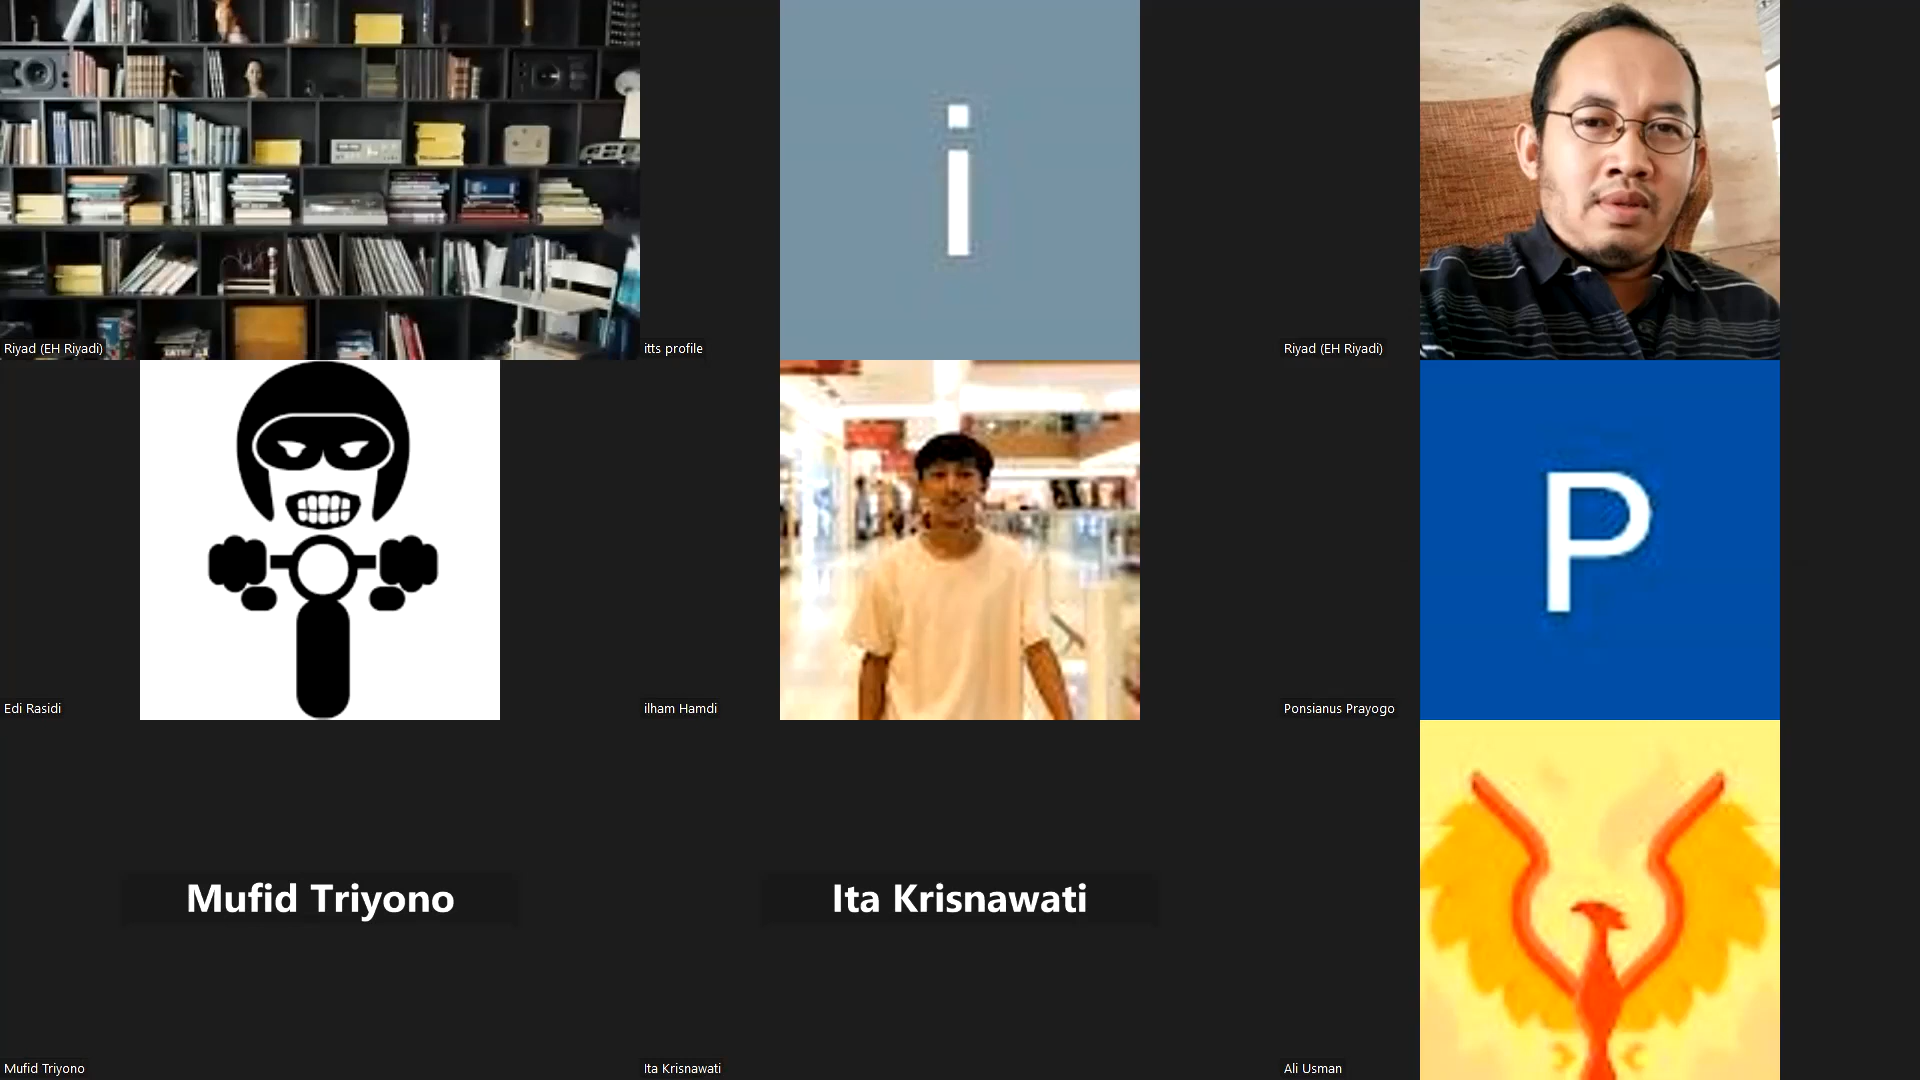 Riyad (EH Riyadi)
i
itts profile
Riyad (EH Riyadi)
Edi Rasidi
ilham Hamdi
P
Ponsianus Prayogo
Mufid Triyono
Mufid Triyono
Ita Krisnawati
Ita Krisnawati
Ali Usman